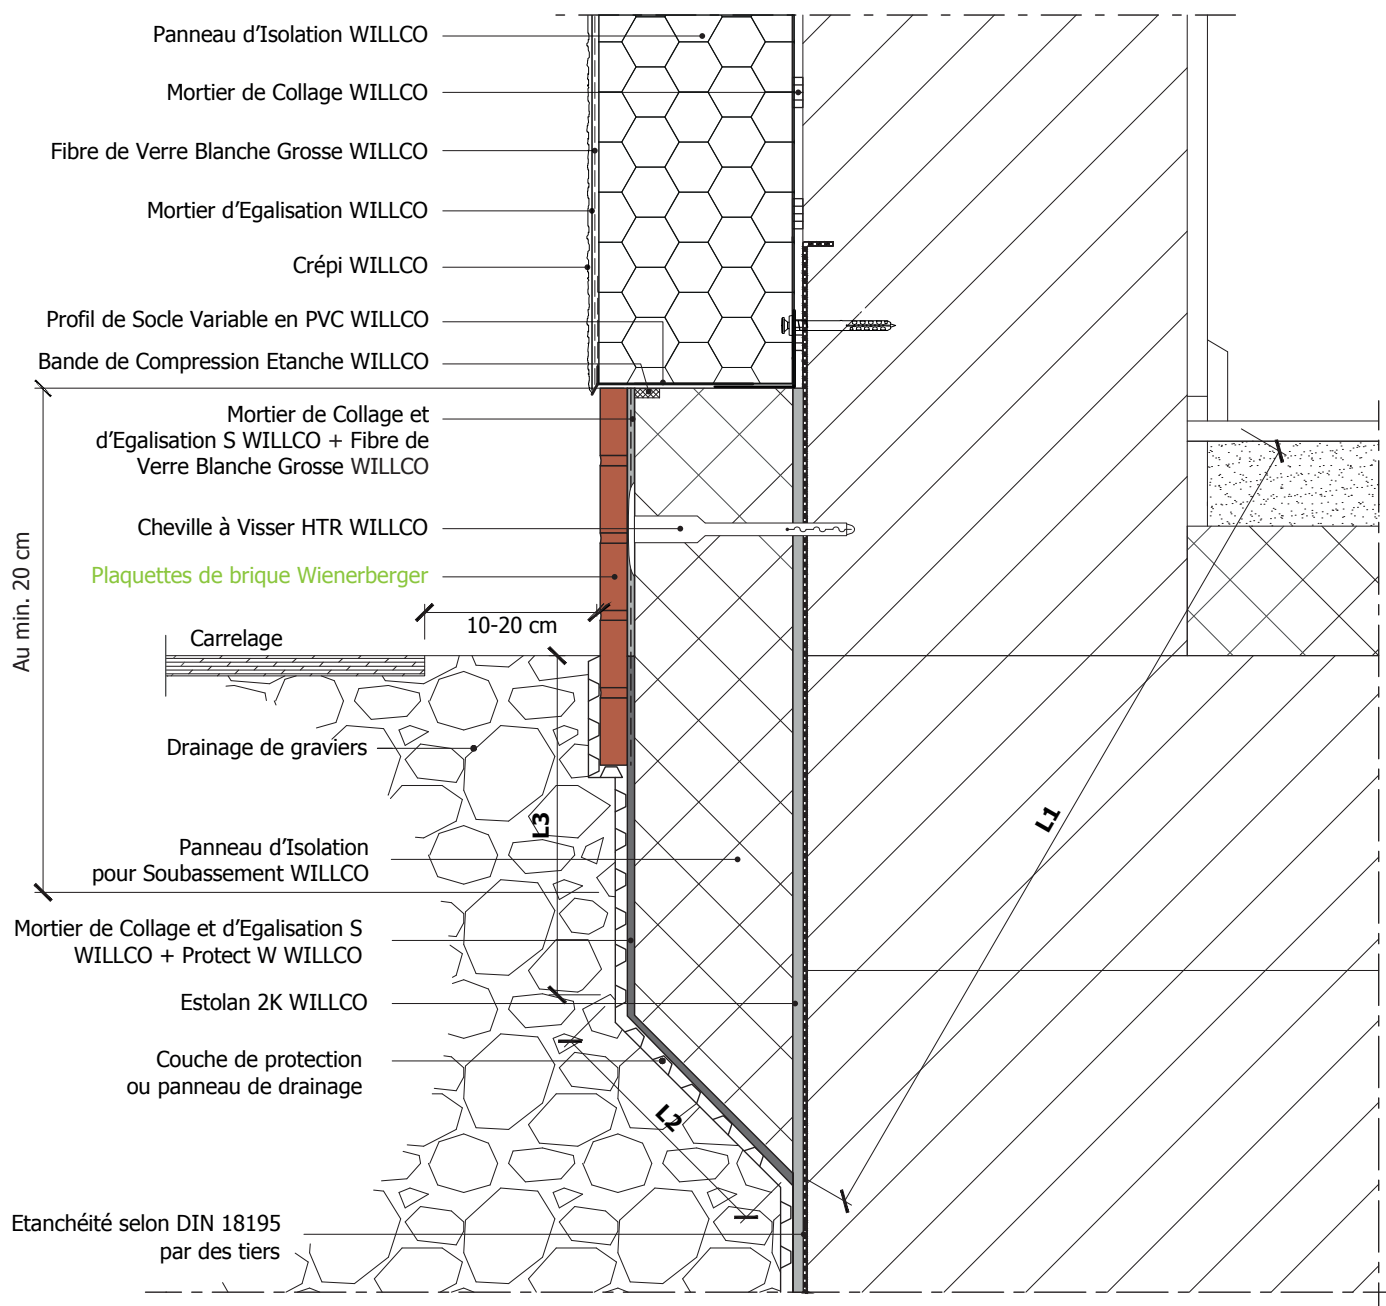 Panneau d'Isolation WILLCO
Mortier de Collage WILLCO
Fibre de Verre Blanche Grosse WILLCO
Mortier d'Egalisation WILLCO
Crépi WILLCO
Profil de Socle Variable en PVC WILLCO
Bande de Compression Etanche WILLCO
Mortier de Collage et
d'Egalisation S WILLCO + Fibre de
Verre Blanche Grosse WILLCO
Cheville à Visser HTR WILLCO
Plaquettes de brique Wienerberger
Au min. 20 cm
10-20 cm
Carrelage
Drainage de graviers
L3
L1
Panneau d'Isolation
pour Soubassement WILLCO
Mortier de Collage et d'Egalisation S
WILLCO + Protect W WILLCO
Estolan 2K WILLCO
Couche de protection
ou panneau de drainage
L2
Etanchéité selon DIN 18195
par des tiers